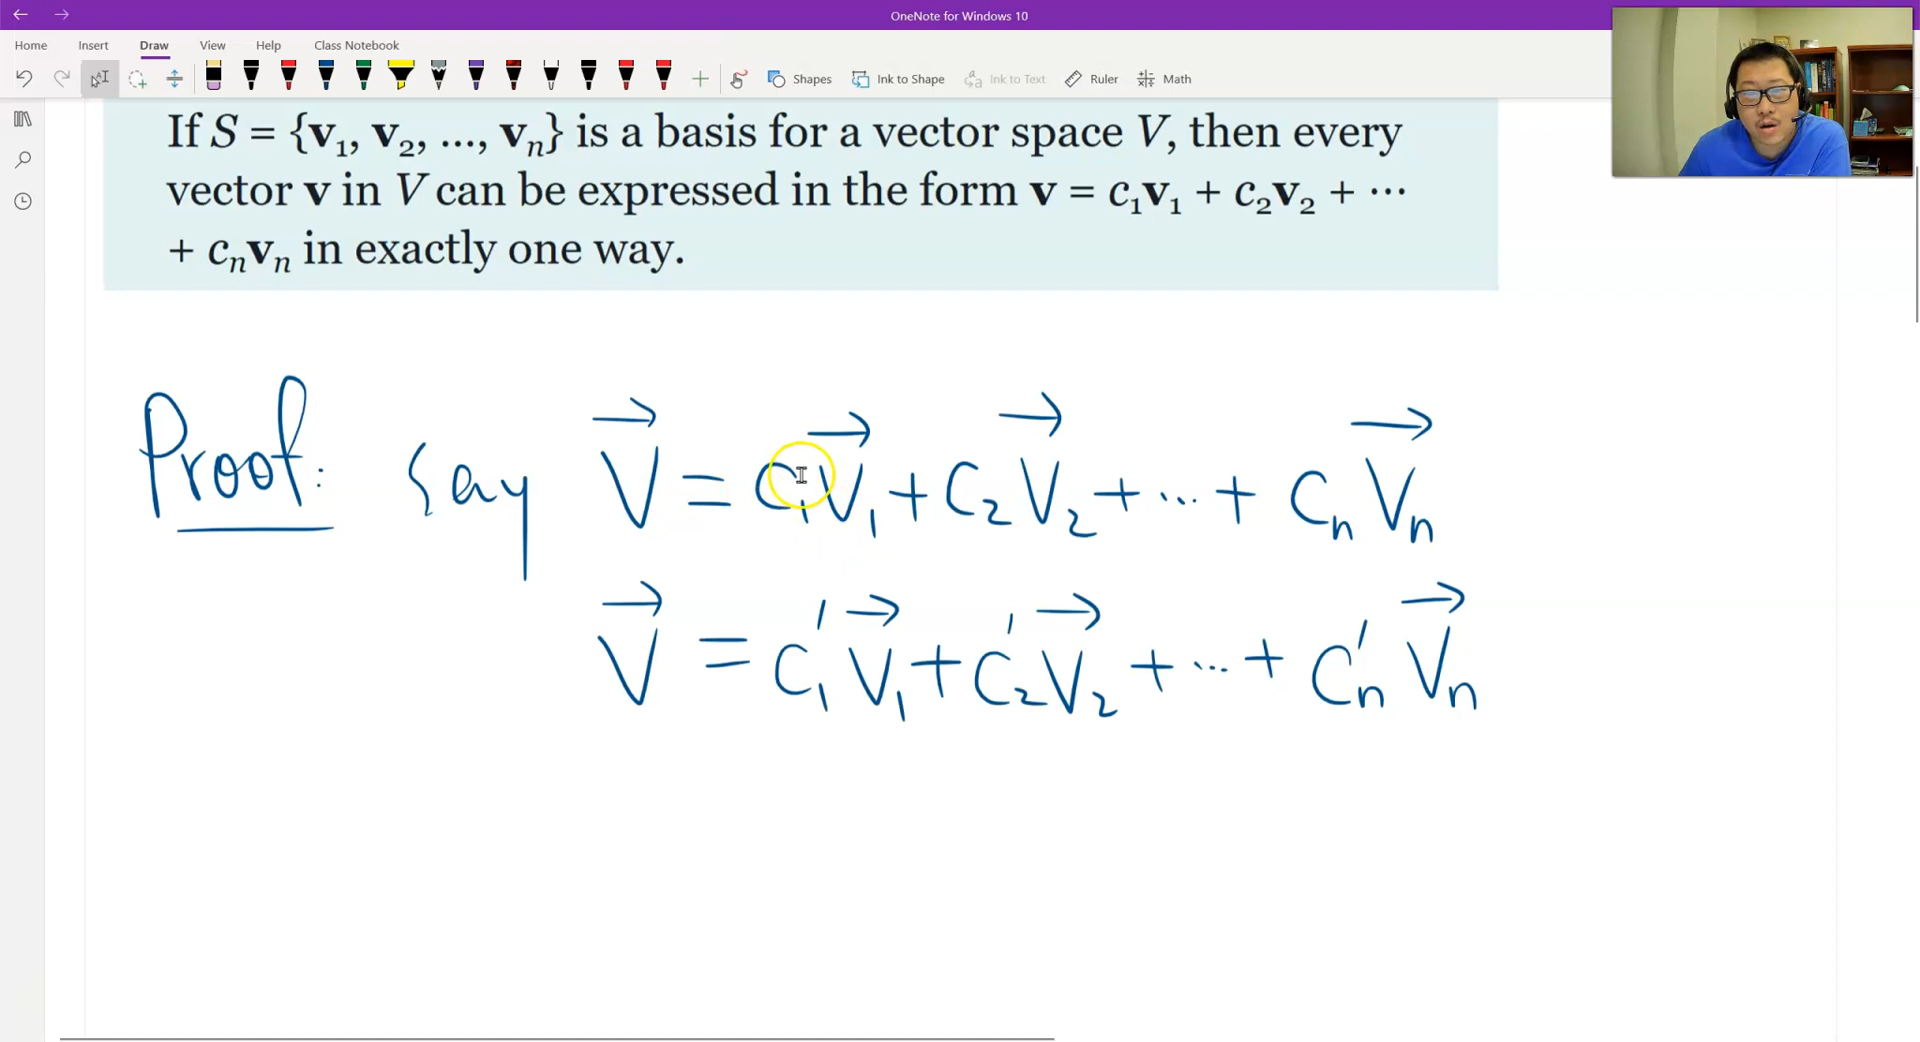 OneNote for Windows 10
Home Insert Draw View Help Class Notebook
Shapes Ink to Shape Ink to Text Ruler Math
If S = {v₁, v₂, ..., vₙ} is a basis for a vector space V, then every
vector v in V can be expressed in the form v = c₁v₁ + c₂v₂ + ⋯
+ cₙvₙ in exactly one way.
Proof: Say V⃗ = C₁V⃗₁ + C₂V⃗₂ + ... + CₙV⃗ₙ
V⃗ = C₁'V⃗₁ + C₂'V⃗₂ + ... + Cₙ'V⃗ₙ